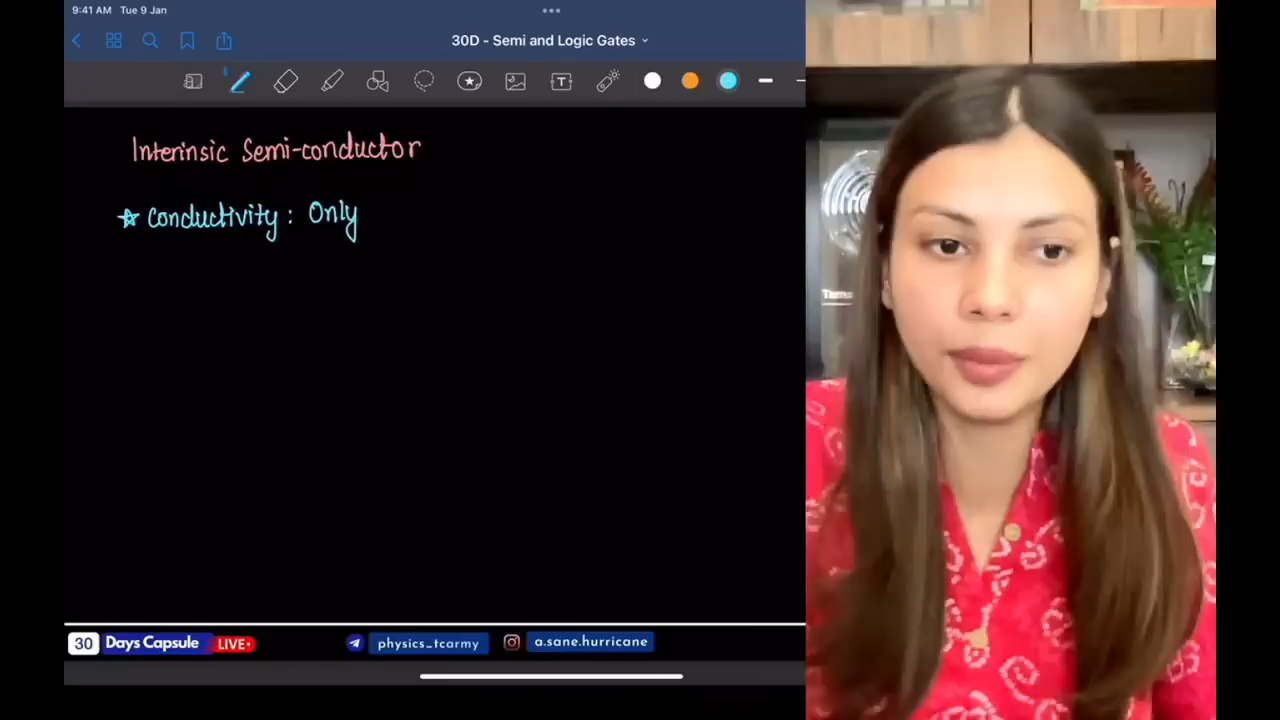 9:41 AM Tue 9 Jan
30D - Semi and Logic Gates
T
Interinsic Semi-conductor
Conductivity : Only
30 Days Capsule LIVE
physics_tcarmy
a.sane.hurricane